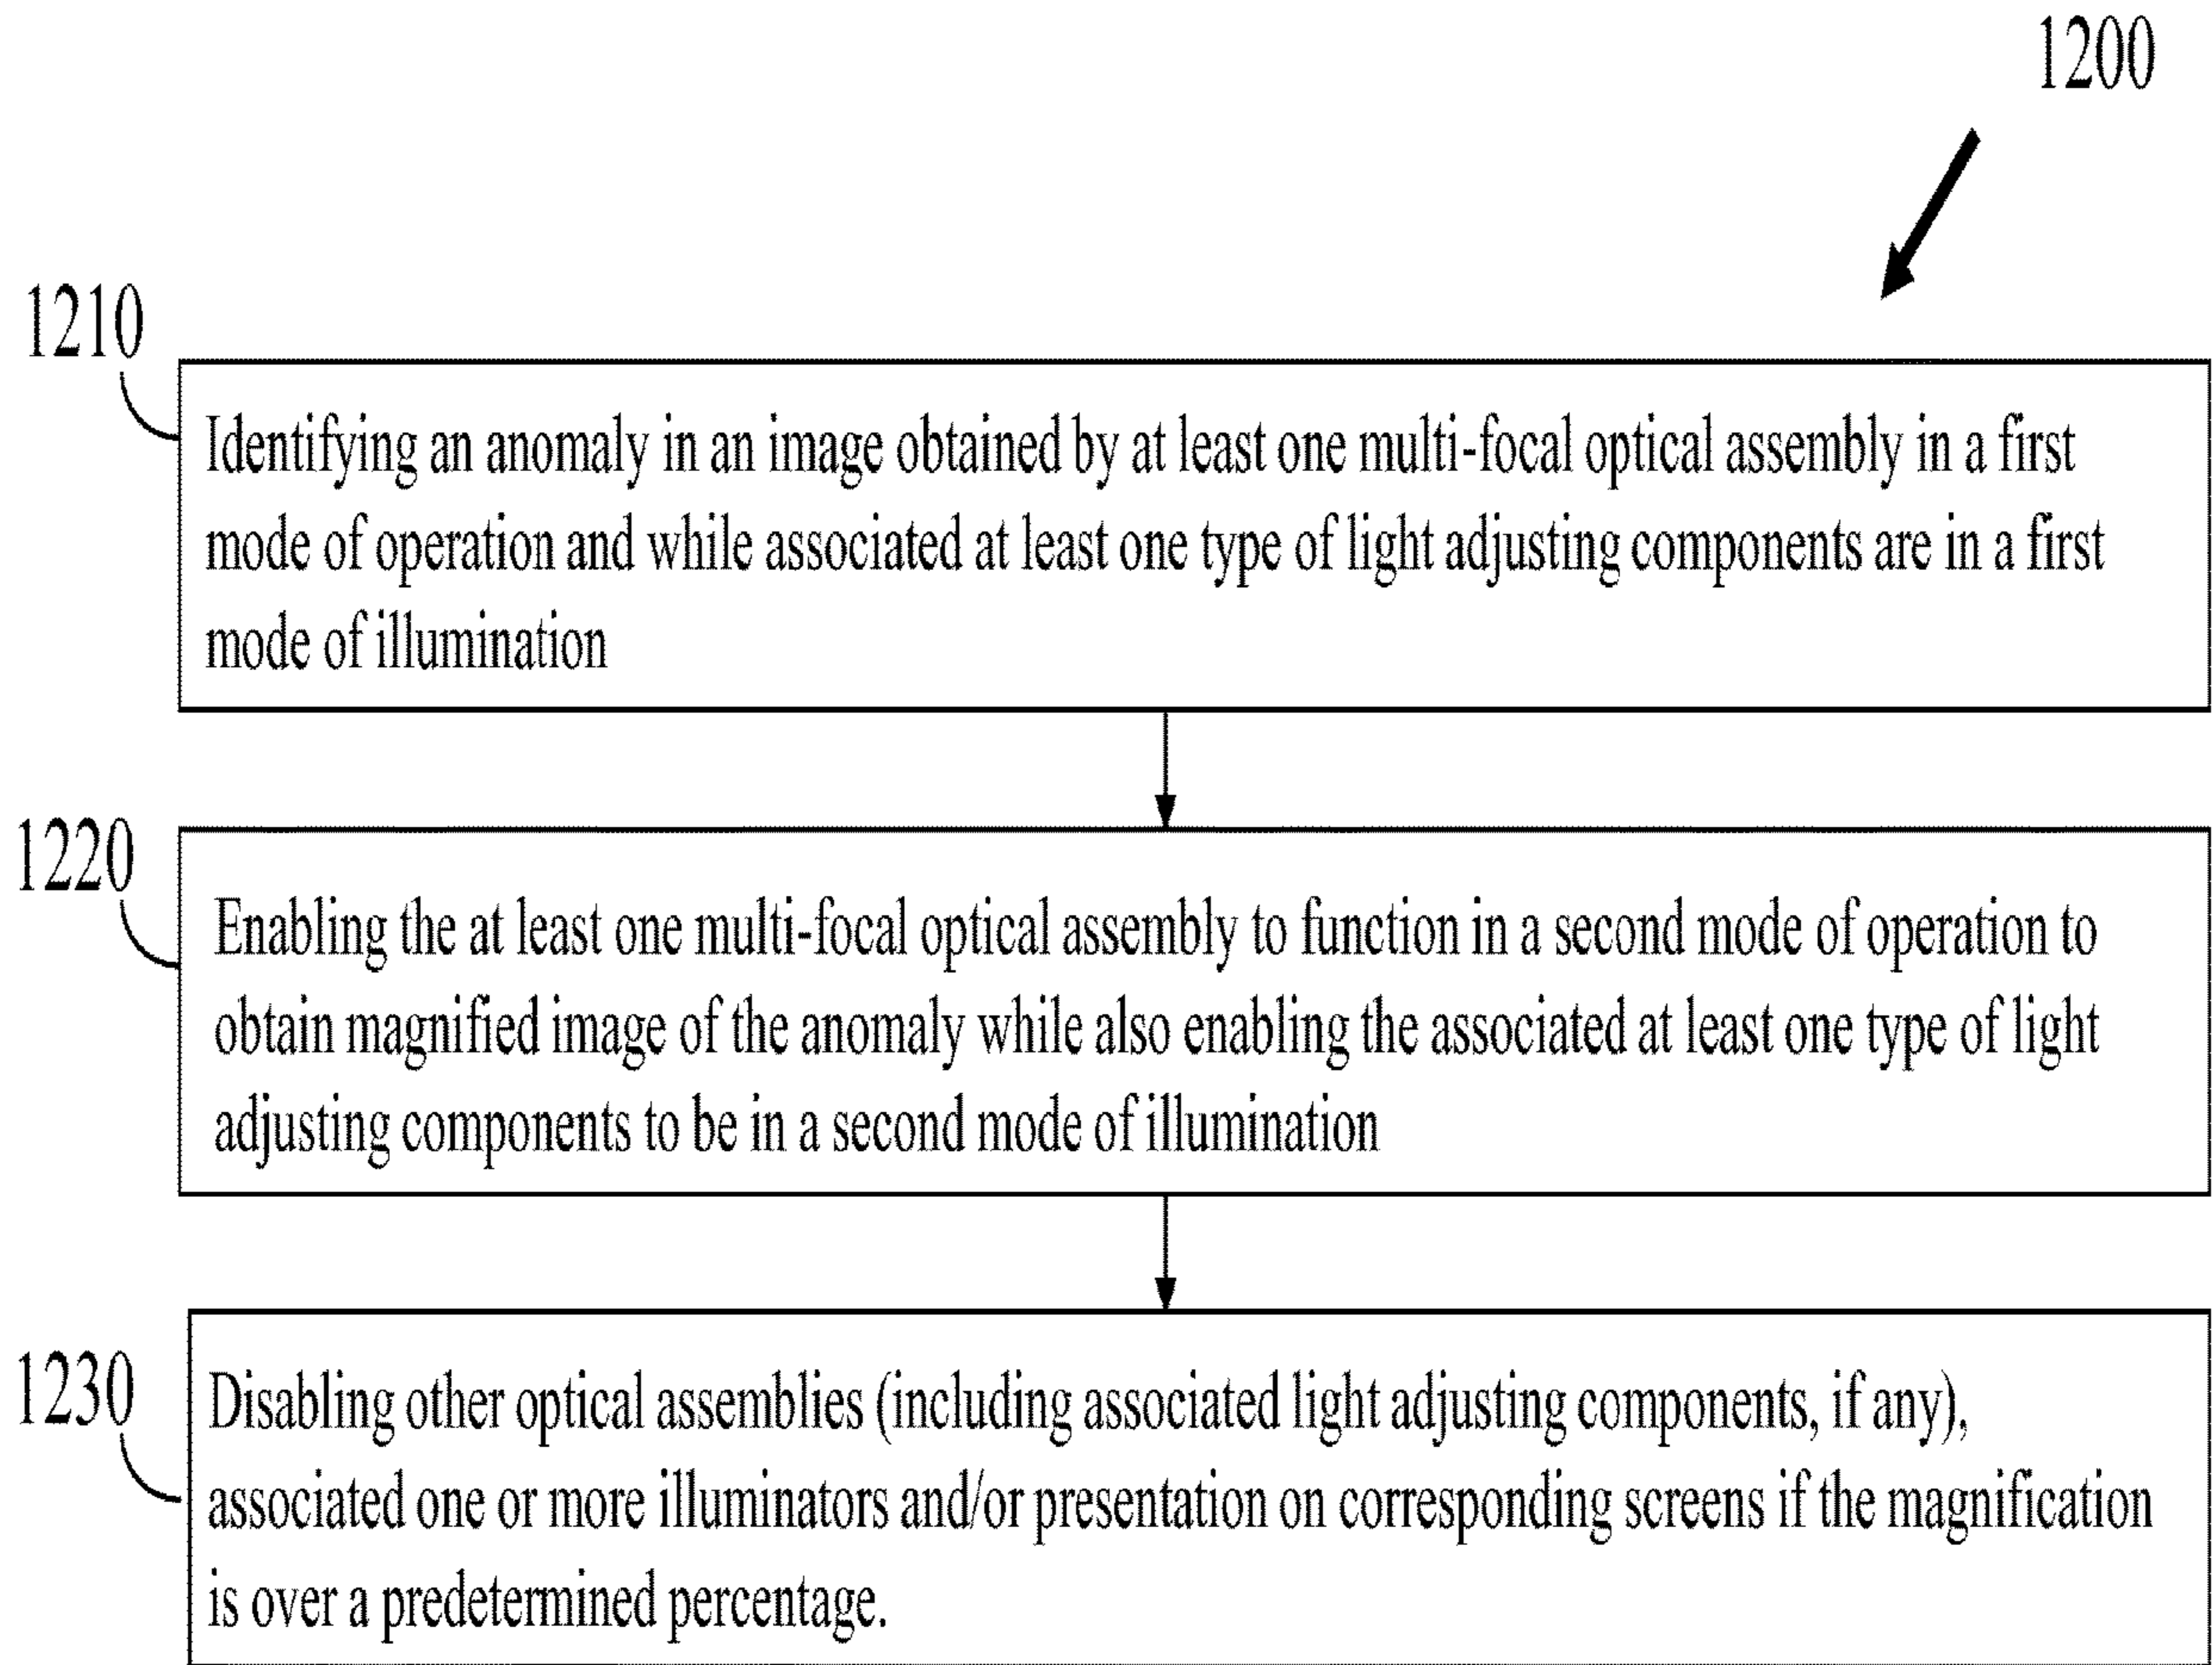 1200
1210
Identifying an anomaly in an image obtained by at least one multi-focal optical assembly in a first
mode of operation and while associated at least one type of light adjusting components are in a first
mode of illumination
1220
Enabling the at least one multi-focal optical assembly to function in a second mode of operation to
obtain magnified image of the anomaly while also enabling the associated at least one type of light
adjusting components to be in a second mode of illumination
1230
Disabling other optical assemblies (including associated light adjusting components, if any),
associated one or more illuminators and/or presentation on corresponding screens if the magnification
is over a predetermined percentage.